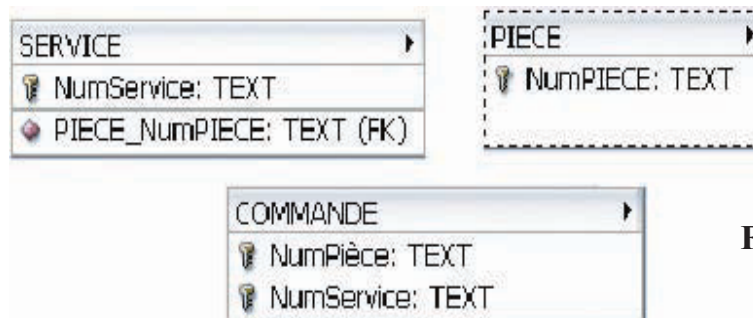 SERVICE
NumService: TEXT
PIECE_NumPIECE: TEXT (FK)
PIECE
NumPIECE: TEXT
COMMANDE
NumPièce: TEXT
NumService: TEXT